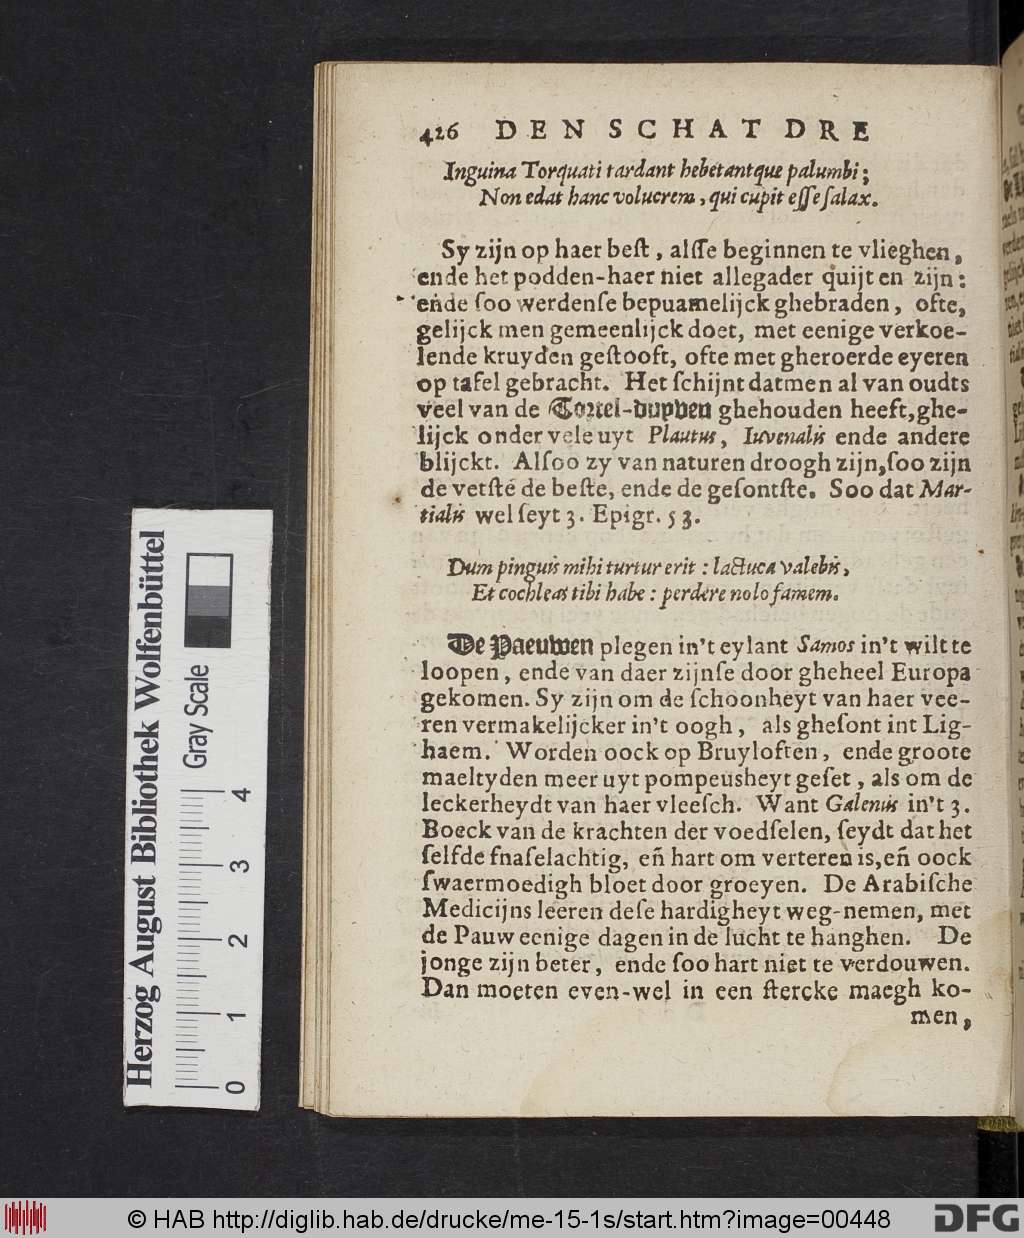 426 DEN SCHAT DRE
Inguina Torquati tardant hebetantque palumbi;
Non edat hanc volucrem, qui cupit eſſe ſalax.
Sy zijn op haer beſt, alſſe beginnen te vlieghen,
ende het podden-haer niet allegader quijt en zijn:
ende ſoo werdenſe bequamelijck ghebraden, ofte,
gelijck men gemeenlijck doet, met eenige verkoe-
lende kruyden geſtooft, ofte met gheroerde eyeren
op tafel gebracht. Het ſchijnt datmen al van oudts
veel van de Tortel-duyven ghehouden heeft, ghe-
lijck onder vele uyt Plautus, Iuvenalis ende andere
blijckt. Alſoo zy van naturen droogh zijn, ſoo zijn
de vetſte de beſte, ende de geſontſte. Soo dat Mar-
tialis wel ſeyt 3. Epigr. 53.
Dum pinguis mihi turtur erit: lactuca valebis,
Et cochleas tibi habe: perdere nolo famem.
De Paeuwen plegen in't eylant Samos in't wilt te
loopen, ende van daer zijnſe door gheheel Europa
gekomen. Sy zijn om de ſchoonheyt van haer vee-
ren vermakelijcker in't oogh, als gheſont int Lig-
haem. Worden oock op Bruyloften, ende groote
maeltyden meer uyt pompeusheyt geſet, als om de
leckerheydt van haer vleeſch. Want Galenus in't 3.
Boeck van de krachten der voedſelen, ſeydt dat het
ſelfde fnaſelachtig, eñ hart om verteren is, eñ oock
ſwaermoedigh bloet door groeyen. De Arabiſche
Medicijns leeren deſe hardigheyt weg-nemen, met
de Pauw eenige dagen in de lucht te hanghen. De
jonge zijn beter, ende ſoo hart niet te verdouwen.
Dan moeten even-wel in een ſtercke maegh ko-
men,
Herzog August Bibliothek Wolfenbüttel
Gray Scale
0 1 2 3 4
© HAB http://diglib.hab.de/drucke/me-15-1s/start.htm?image=00448
DFG